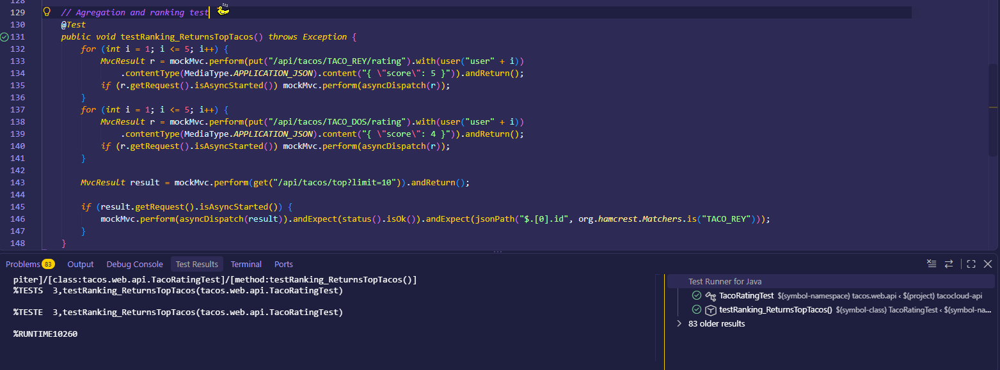 128
129 // Agregation and ranking test zzz
130 @Test
131 public void testRanking_ReturnsTopTacos() throws Exception {
132 for (int i = 1; i <= 5; i++) {
133 MvcResult r = mockMvc.perform(put("/api/tacos/TACO_REY/rating").with(user("user" + i))
134 .contentType(MediaType.APPLICATION_JSON).content("{ \"score\": 5 }")).andReturn();
135 if (r.getRequest().isAsyncStarted()) mockMvc.perform(asyncDispatch(r));
136 }
137 for (int i = 1; i <= 5; i++) {
138 MvcResult r = mockMvc.perform(put("/api/tacos/TACO_DOS/rating").with(user("user" + i))
139 .contentType(MediaType.APPLICATION_JSON).content("{ \"score\": 4 }")).andReturn();
140 if (r.getRequest().isAsyncStarted()) mockMvc.perform(asyncDispatch(r));
141 }
142
143 MvcResult result = mockMvc.perform(get("/api/tacos/top?limit=10")).andReturn();
144
145 if (result.getRequest().isAsyncStarted()) {
146 mockMvc.perform(asyncDispatch(result)).andExpect(status().isOk()).andExpect(jsonPath("$.[0].id", org.hamcrest.Matchers.is("TACO_REY")));
147 }
148 }
Problems 83 Output Debug Console Test Results Terminal Ports
piter]/[class:tacos.web.api.TacoRatingTest]/[method:testRanking_ReturnsTopTacos()]
%TESTS 3,testRanking_ReturnsTopTacos(tacos.web.api.TacoRatingTest)
%TESTE 3,testRanking_ReturnsTopTacos(tacos.web.api.TacoRatingTest)
%RUNTIME10260
Test Runner for Java
TacoRatingTest $(symbol-namespace) tacos.web.api ‹ $(project) tacocloud-api
testRanking_ReturnsTopTacos() $(symbol-class) TacoRatingTest ‹ $(symbol-na...
83 older results